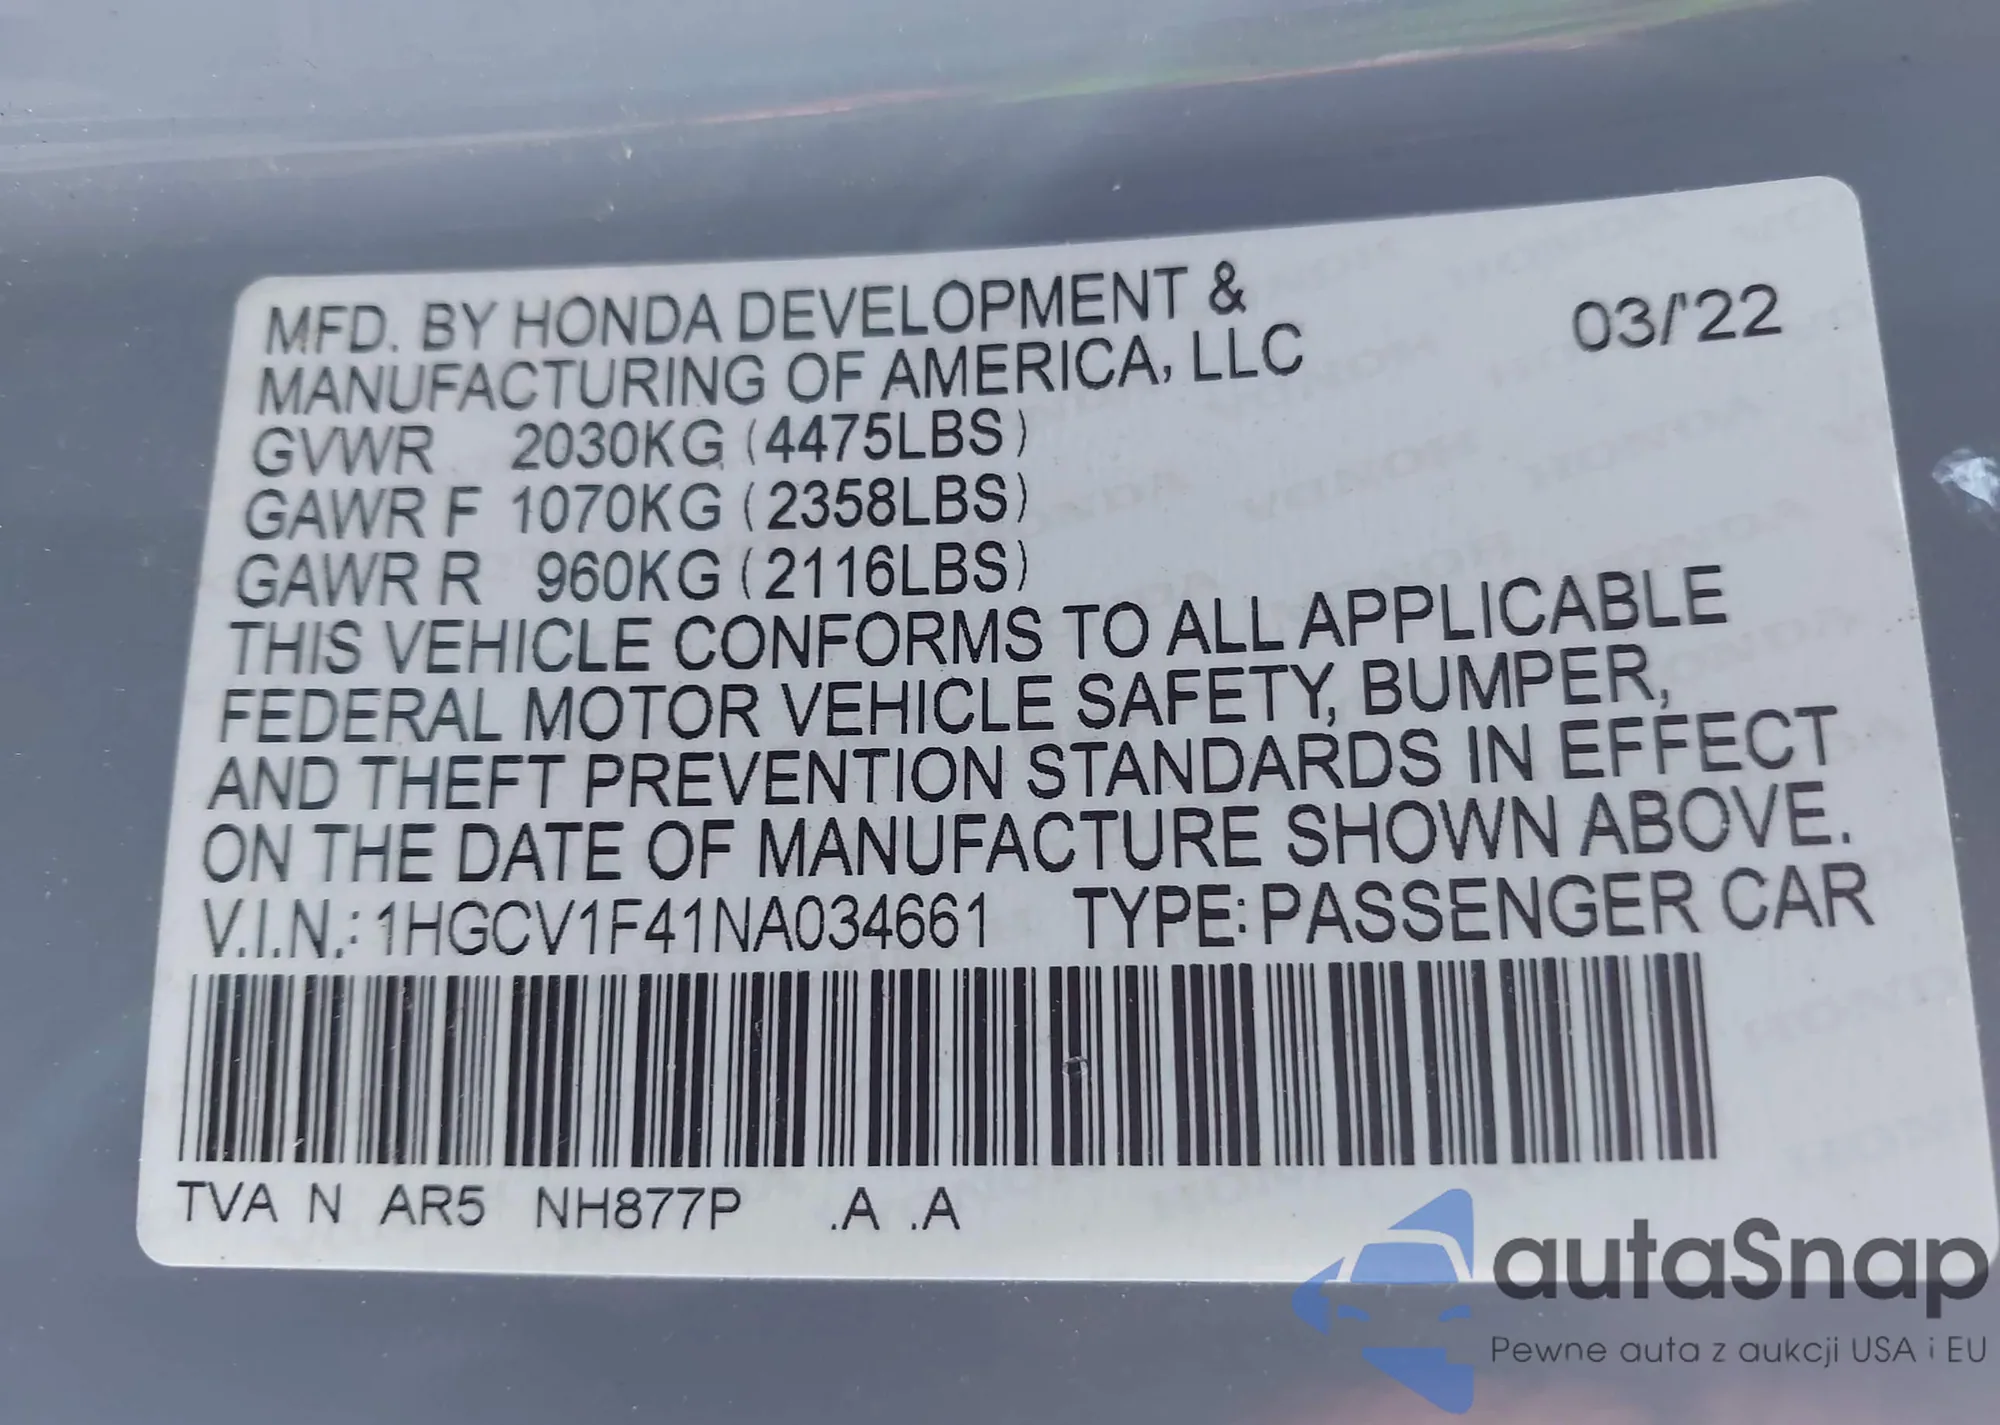 MFD. BY HONDA DEVELOPMENT &
MANUFACTURING OF AMERICA, LLC
03/'22
GVWR 2030KG (4475LBS)
GAWR F 1070KG (2358LBS)
GAWR R 960KG (2116LBS)
THIS VEHICLE CONFORMS TO ALL APPLICABLE
FEDERAL MOTOR VEHICLE SAFETY, BUMPER,
AND THEFT PREVENTION STANDARDS IN EFFECT
ON THE DATE OF MANUFACTURE SHOWN ABOVE.
V.I.N.: 1HGCV1F41NA034661 TYPE: PASSENGER CAR
TVA N AR5 NH877P .A .A
autoSnap
Pewne auta z aukcji USA i EU